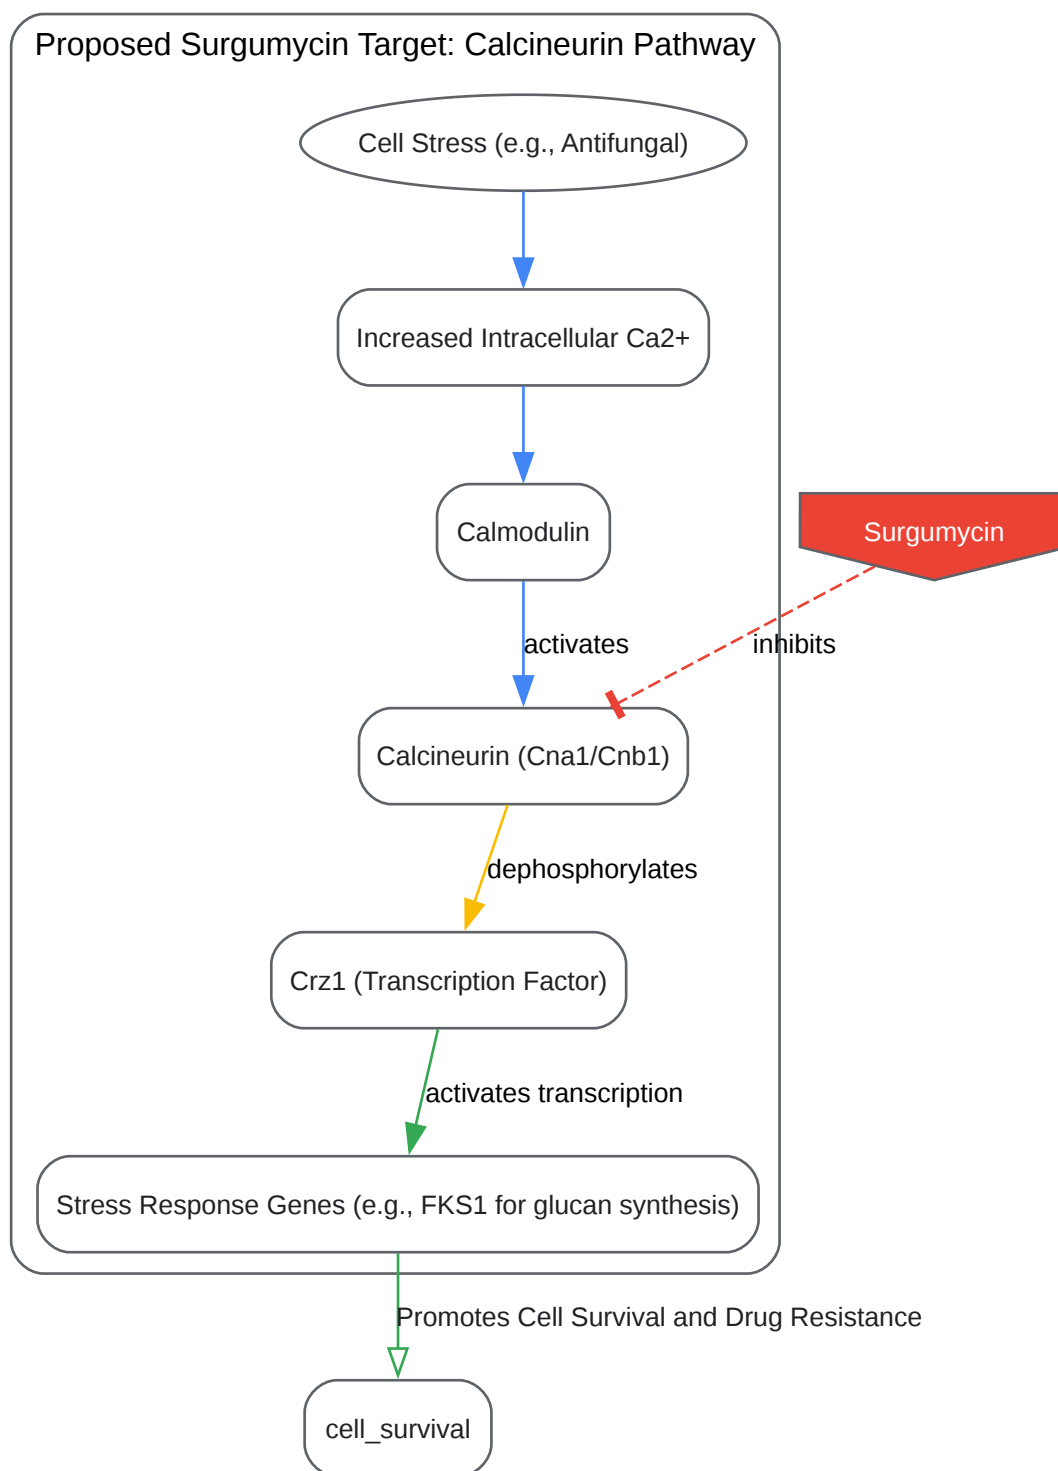 Proposed Surgumycin Target: Calcineurin Pathway
Cell Stress (e.g., Antifungal)
Increased Intracellular Ca2+
Calmodulin
Surgumycin
activates
inhibits
Calcineurin (Cna1/Cnb1)
dephosphorylates
Crz1 (Transcription Factor)
activates transcription
Stress Response Genes (e.g., FKS1 for glucan synthesis)
Promotes Cell Survival and Drug Resistance
cell_survival